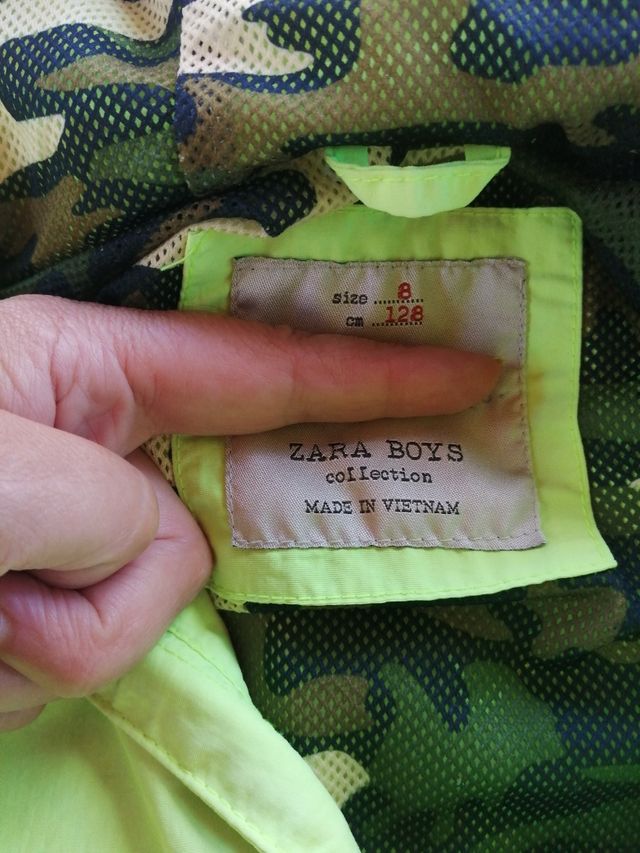 size 8
cm 128
ZARA BOYS
collection
MADE IN VIETNAM